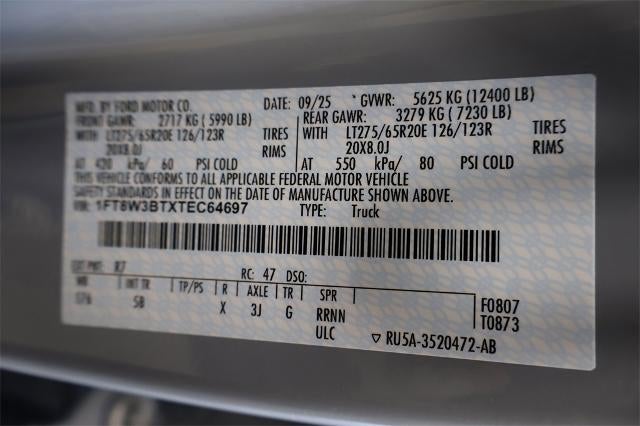 MFD. BY FORD MOTOR CO. DATE: 09/25 GVWR: 5625 KG (12400 LB)
FRONT GAWR: 2717 KG (5990 LB) REAR GAWR: 3279 KG (7230 LB)
WITH LT275/65R20E 126/123R TIRES WITH LT275/65R20E 126/123R TIRES
20X8.0J RIMS 20X8.0J RIMS
AT 420 kPa/ 60 PSI COLD AT 550 kPa/ 80 PSI COLD
THIS VEHICLE CONFORMS TO ALL APPLICABLE FEDERAL MOTOR VEHICLE
SAFETY STANDARDS IN EFFECT ON THE DATE OF MANUFACTURE SHOWN ABOVE.
VIN: 1FT8W3BTXTEC64697 TYPE: Truck
EXT PNT: K7 RC: 47 DSO:
WB INT TR TP/PS R AXLE TR SPR F0807
176 SB X 3J G RRNN T0873
ULC ▽ RU5A-3520472-AB